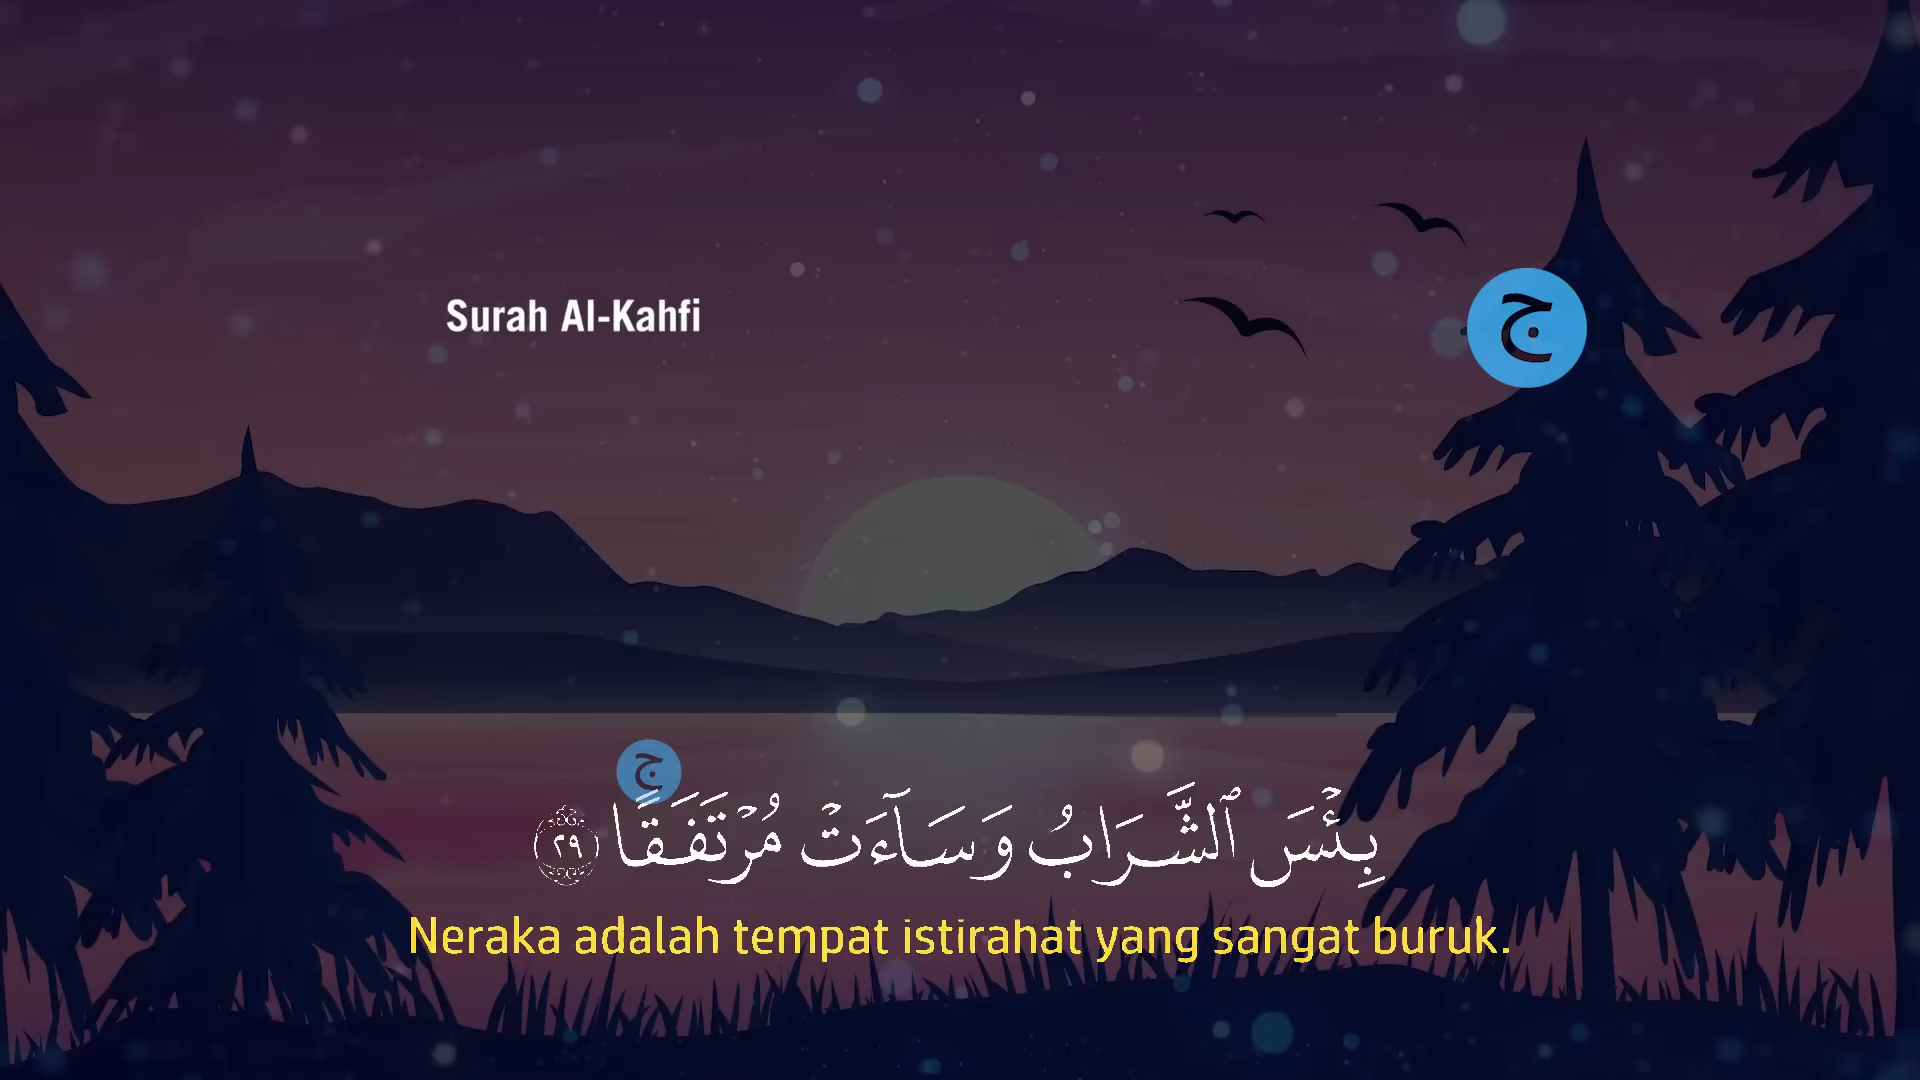 Surah Al-Kahfi
ج
ج
بِئْسَ ٱلشَّرَابُ وَسَآءَتْ مُرْتَفَقًا ٢٩
Neraka adalah tempat istirahat yang sangat buruk.